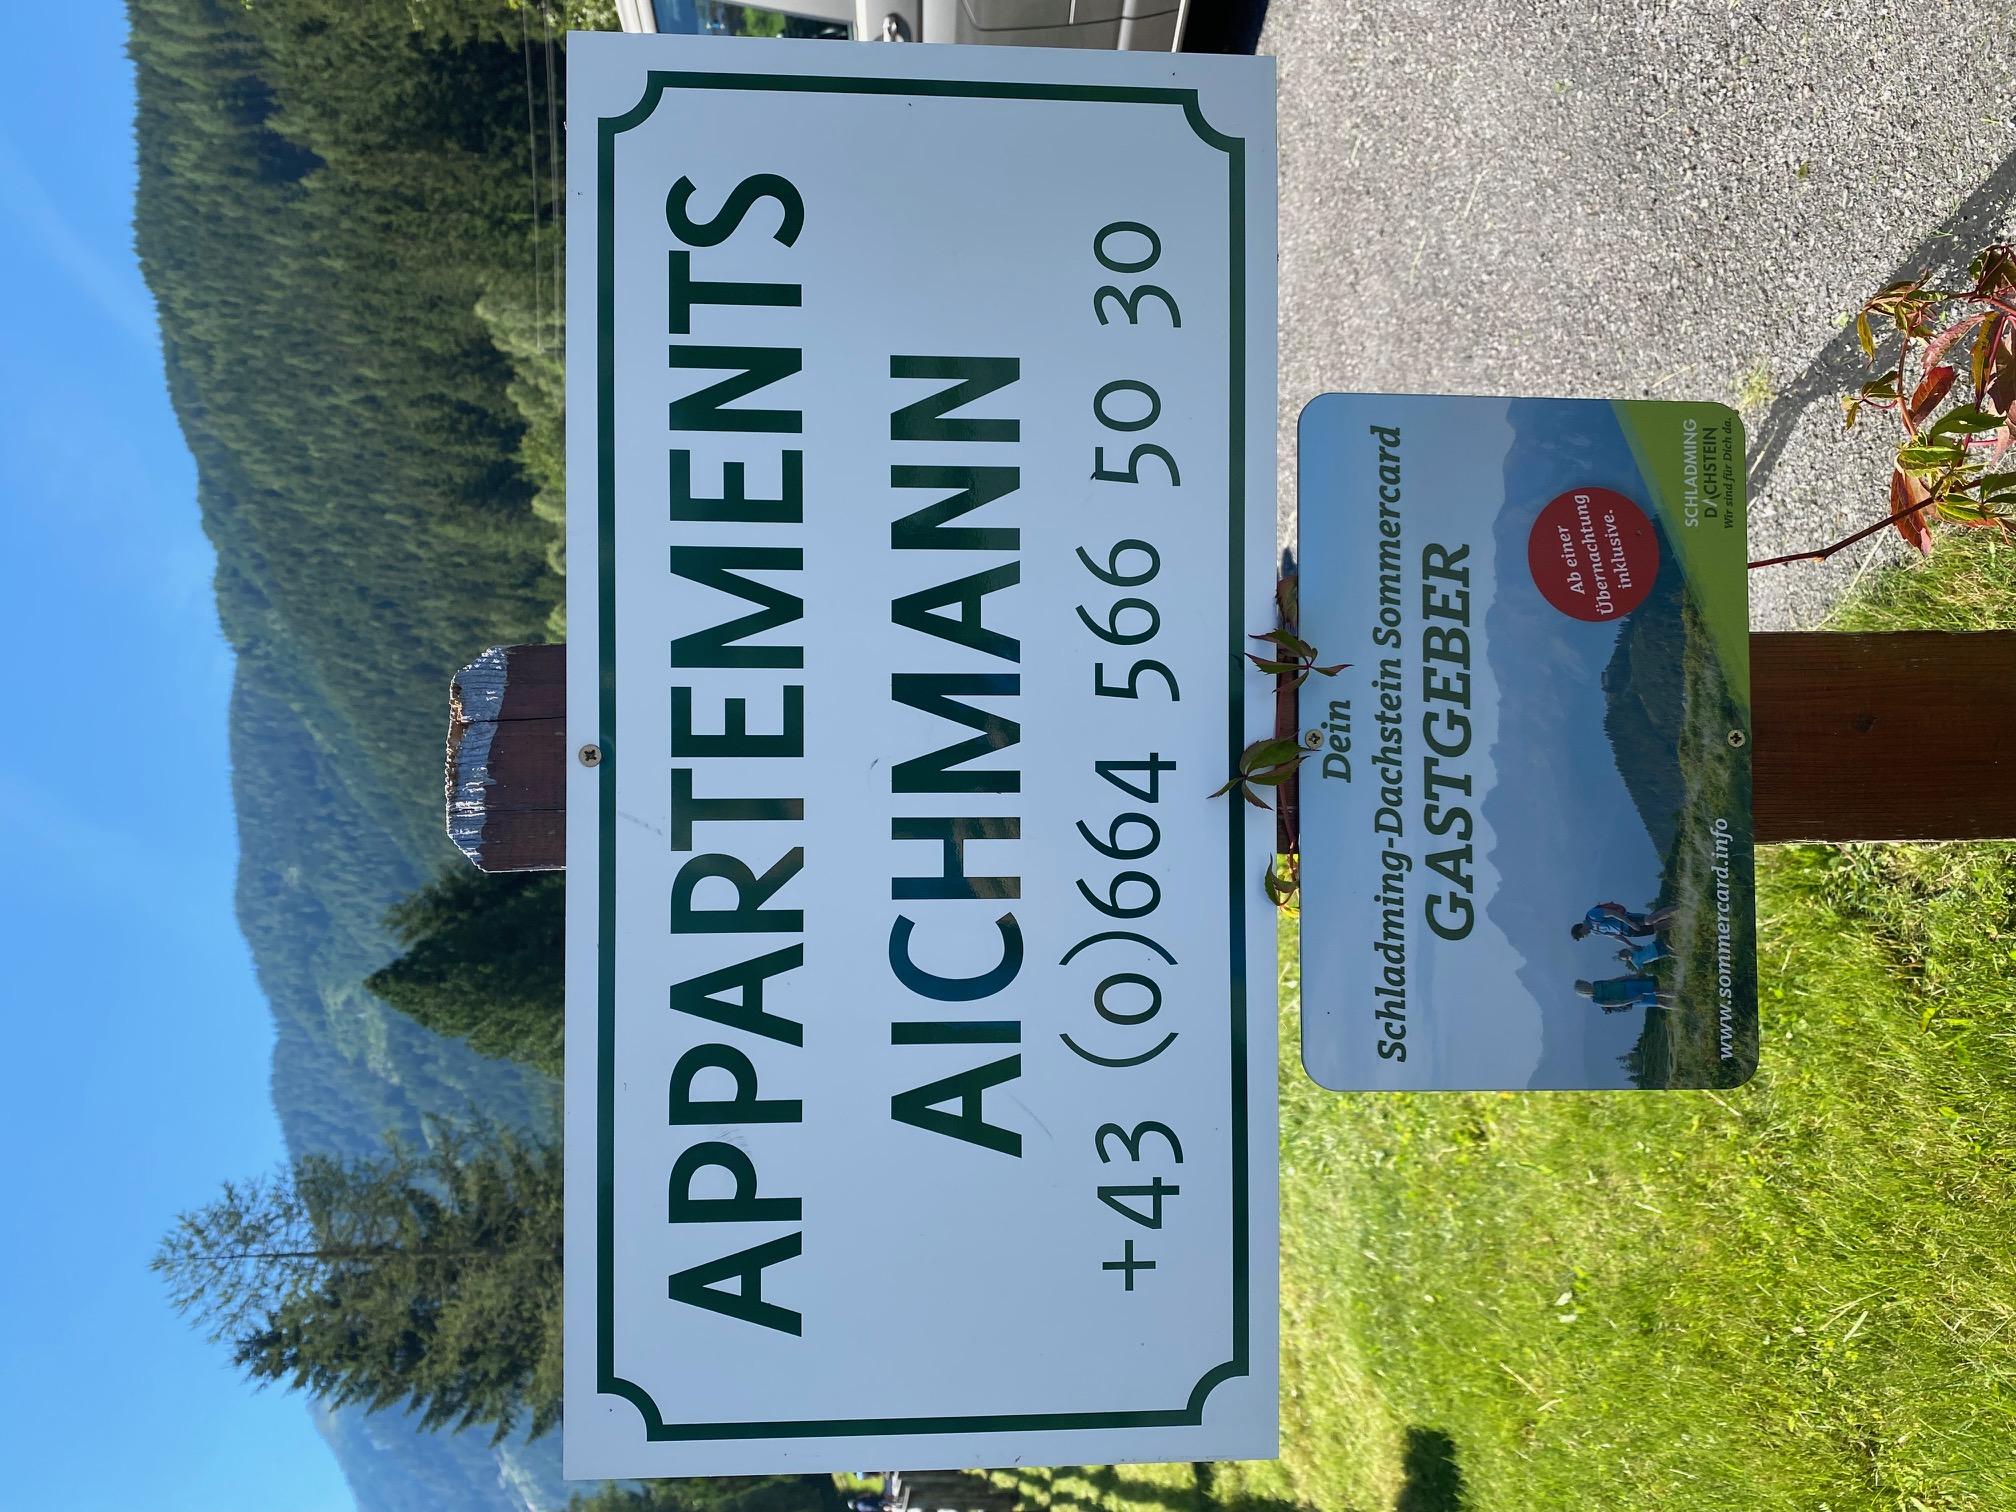 APPARTEMENTS
AICHMANN
+43 (0)664 566 50 30
Dein
Schladming-Dachstein Sommercard
GASTGEBER
Ab einer
Übernachtung
inklusive.
www.sommercard.info
SCHLADMING
DACHSTEIN
Wir sind für Dich da.